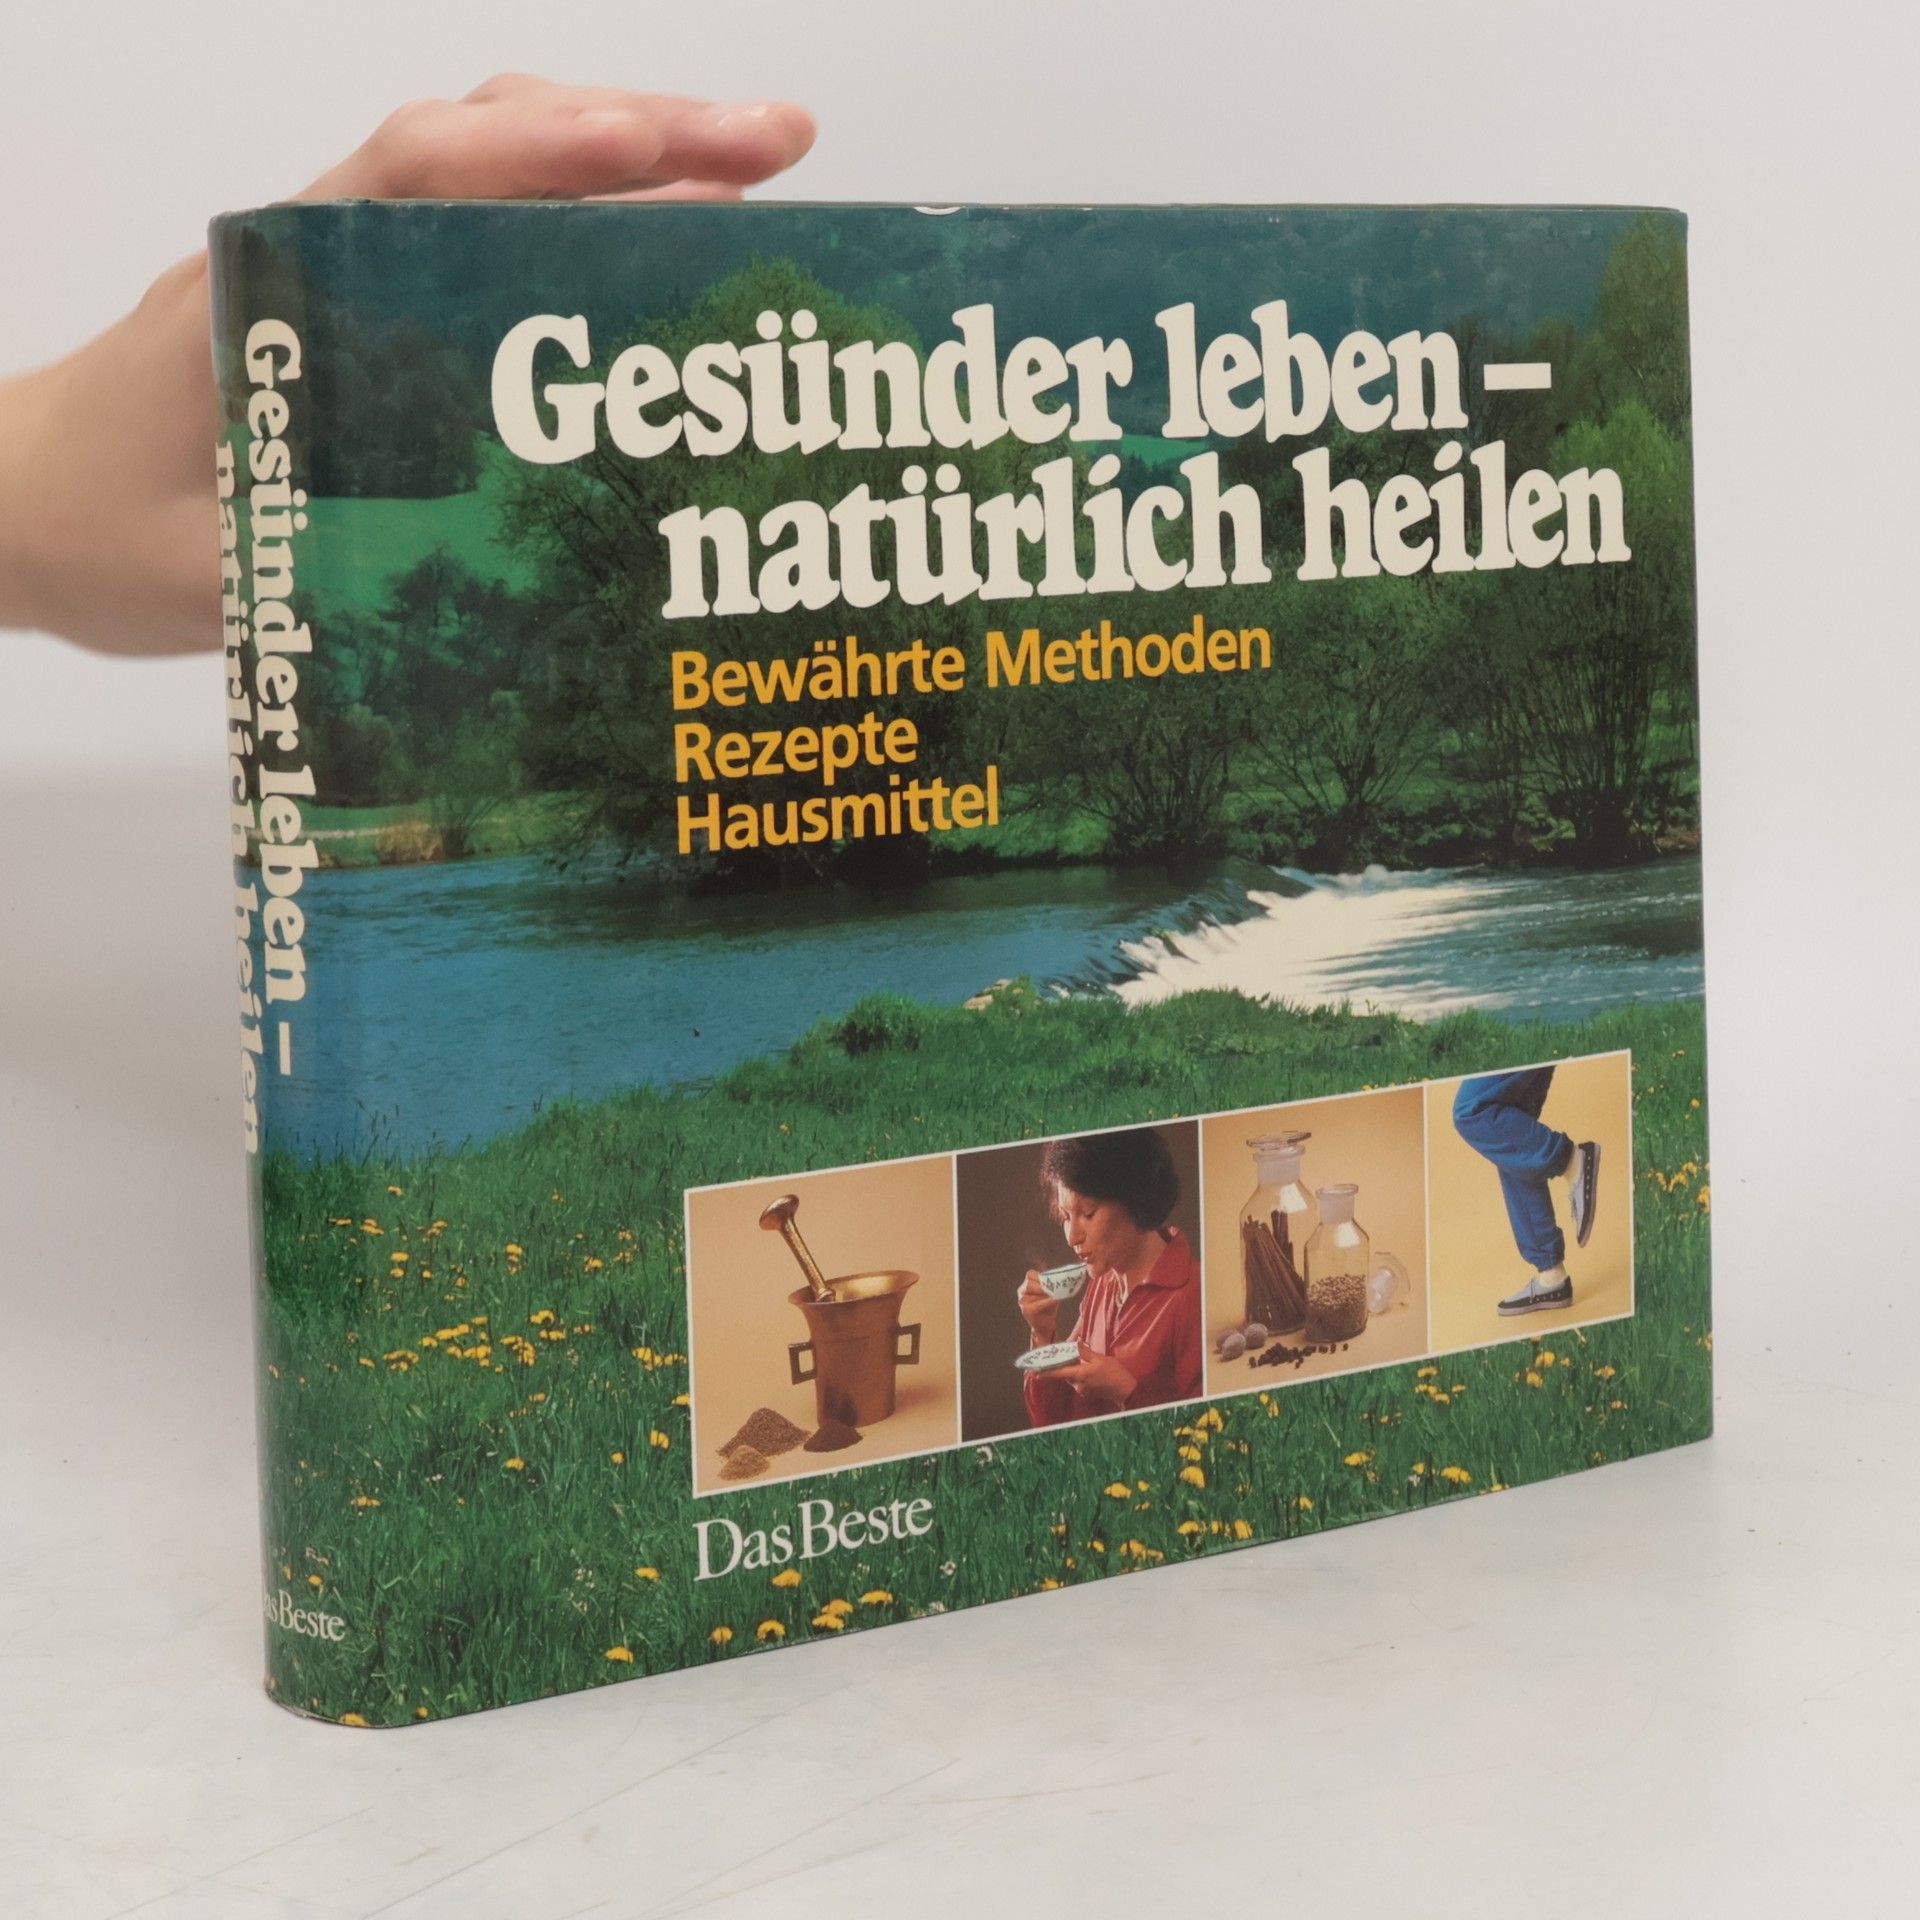 Gesünder leben –
natürlich heilen
Bewährte Methoden
Rezepte
Hausmittel
Das Beste
Gesünder leben –
natürlich heilen
Das Beste